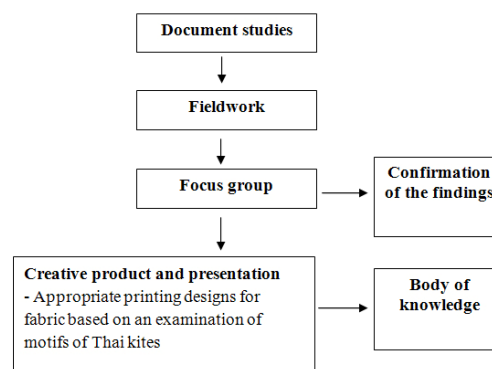 Document studies
Fieldwork
Focus group
Confirmation
of the findings
Creative product and presentation
- Appropriate printing designs for
fabric based on an examination of
motifs of Thai kites
Body of
knowledge